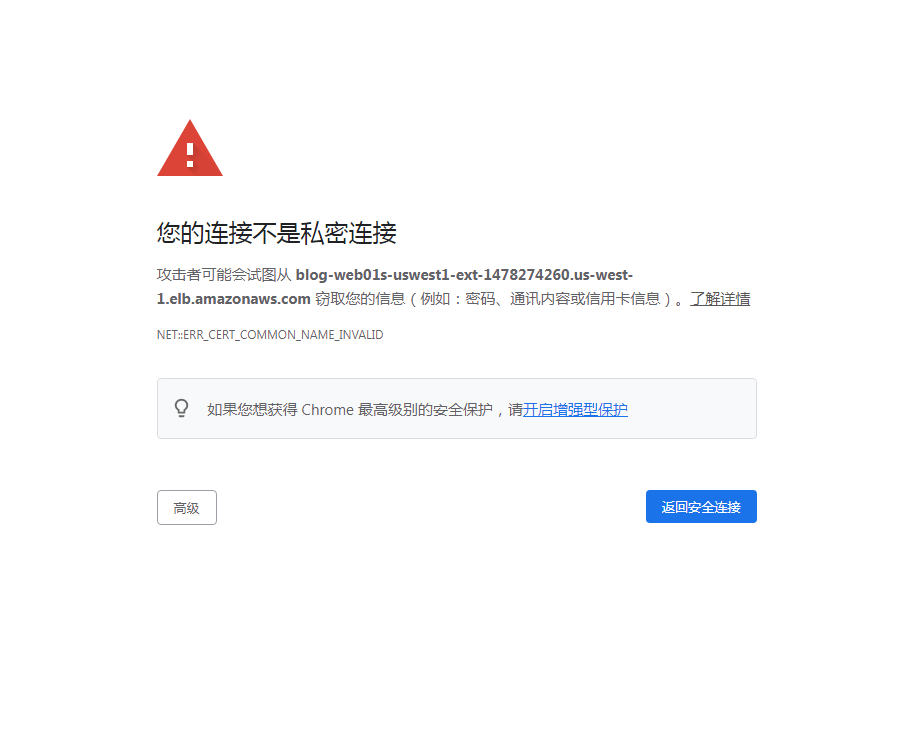 您的连接不是私密连接
攻击者可能会试图从 blog-web01s-uswest1-ext-1478274260.us-west-
1.elb.amazonaws.com 窃取您的信息（例如：密码、通讯内容或信用卡信息）。了解详情
NET::ERR_CERT_COMMON_NAME_INVALID
如果您想获得 Chrome 最高级别的安全保护，请开启增强型保护
高级
返回安全连接